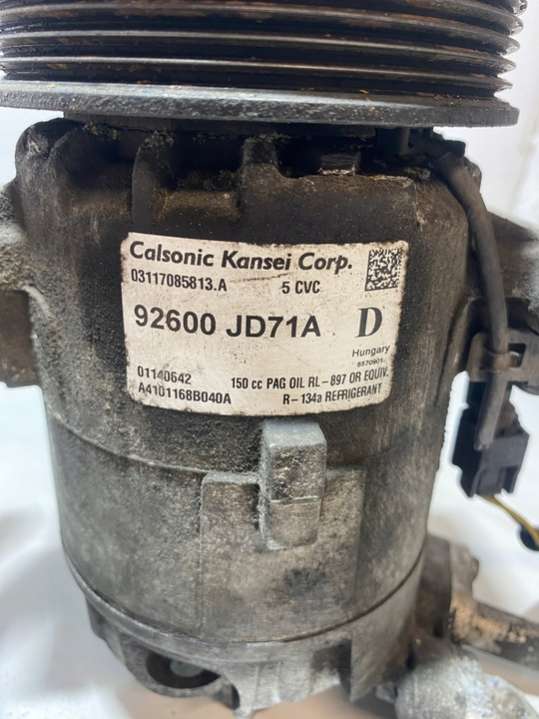 Calsonic Kansei Corp.
03117085813.A 5 CVC
92600 JD71A D
Hungary
01140642 150 cc PAG OIL RL-897 OR EQUIV.
A4101168B040A R-134a REFRIGERANT